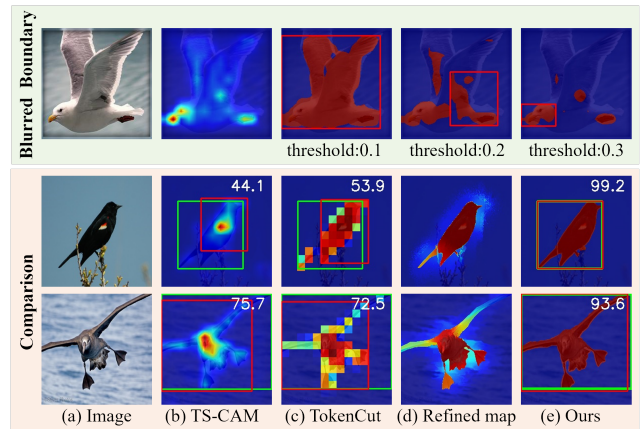 Blurred Boundary
threshold:0.1
threshold:0.2
threshold:0.3
Comparison
44.1
53.9
99.2
75.7
72.5
93.6
(a) Image
(b) TS-CAM
(c) TokenCut
(d) Refined map
(e) Ours